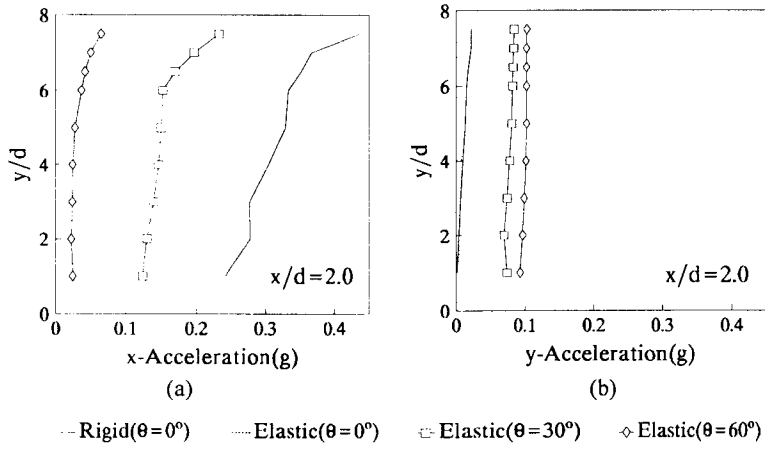 8
6
4
2
0
y/d
x/d=2.0
0 0.1 0.2 0.3 0.4
x-Acceleration(g)
(a)
8
6
4
2
0
y/d
x/d=2.0
0 0.1 0.2 0.3 0.4
y-Acceleration(g)
(b)
Rigid(θ=0°) Elastic(θ=0°) Elastic(θ=30°) Elastic(θ=60°)